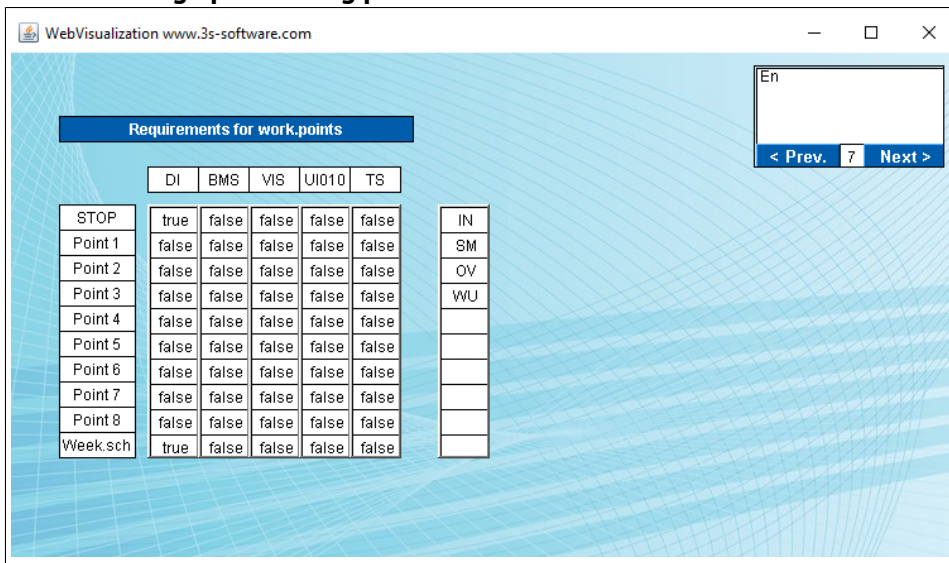 WebVisualization www.3s-software.com
En
< Prev. 7 Next >
Requirements for work.points
DI BMS VIS UI010 TS
STOP true false false false false IN
Point 1 false false false false false SM
Point 2 false false false false false OV
Point 3 false false false false false WU
Point 4 false false false false false
Point 5 false false false false false
Point 6 false false false false false
Point 7 false false false false false
Point 8 false false false false false
Week.sch true false false false false